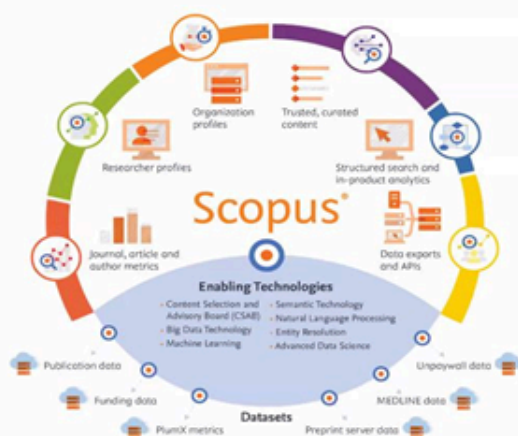 Organization
profiles
Trusted, curated
content
Researcher profiles
Structured search and
in-product analytics
Scopus®
Journal, article and
author metrics
Data exports
and APIs
Enabling Technologies
• Content Selection and
Advisory Board (CSAB)
• Big Data Technology
• Machine Learning
• Semantic Technology
• Natural Language Processing
• Entity Resolution
• Advanced Data Science
Publication data
Unpaywall data
Funding data
MEDLINE data
PlumX metrics
Datasets
Preprint server data